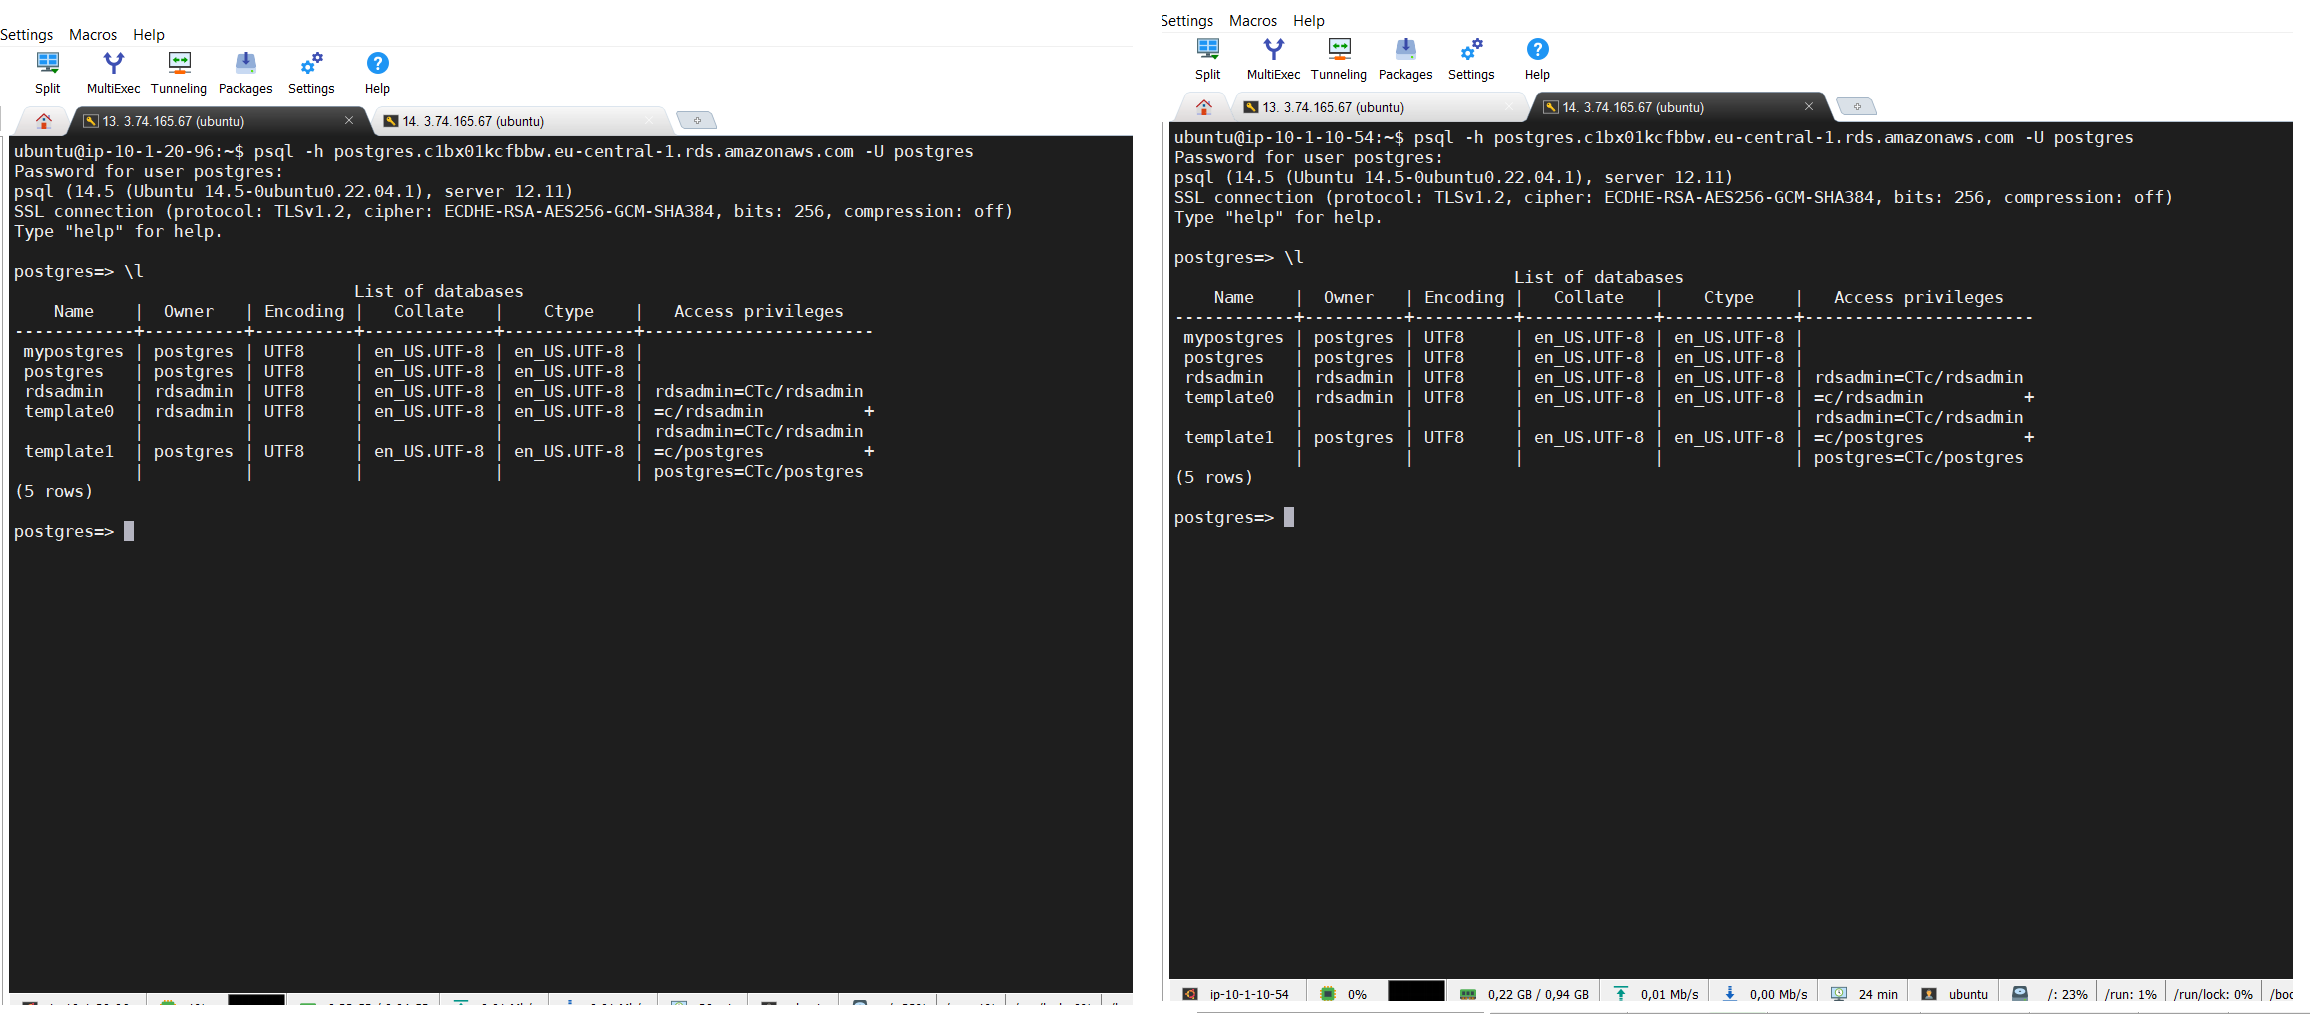 Settings Macros Help
Split MultiExec Tunneling Packages Settings Help
13. 3.74.165.67 (ubuntu) 14. 3.74.165.67 (ubuntu)
ubuntu@ip-10-1-20-96:~$ psql -h postgres.c1bx01kcfbbw.eu-central-1.rds.amazonaws.com -U postgres
Password for user postgres:
psql (14.5 (Ubuntu 14.5-0ubuntu0.22.04.1), server 12.11)
SSL connection (protocol: TLSv1.2, cipher: ECDHE-RSA-AES256-GCM-SHA384, bits: 256, compression: off)
Type "help" for help.
postgres=> \l
                                  List of databases
    Name    |  Owner   | Encoding |   Collate   |    Ctype    |   Access privileges
------------+----------+----------+-------------+-------------+-----------------------
 mypostgres | postgres | UTF8     | en_US.UTF-8 | en_US.UTF-8 |
 postgres   | postgres | UTF8     | en_US.UTF-8 | en_US.UTF-8 |
 rdsadmin   | rdsadmin | UTF8     | en_US.UTF-8 | en_US.UTF-8 | rdsadmin=CTc/rdsadmin
 template0  | rdsadmin | UTF8     | en_US.UTF-8 | en_US.UTF-8 | =c/rdsadmin          +
            |          |          |             |             | rdsadmin=CTc/rdsadmin
 template1  | postgres | UTF8     | en_US.UTF-8 | en_US.UTF-8 | =c/postgres          +
            |          |          |             |             | postgres=CTc/postgres
(5 rows)
postgres=>
Settings Macros Help
Split MultiExec Tunneling Packages Settings Help
13. 3.74.165.67 (ubuntu) 14. 3.74.165.67 (ubuntu)
ubuntu@ip-10-1-10-54:~$ psql -h postgres.c1bx01kcfbbw.eu-central-1.rds.amazonaws.com -U postgres
Password for user postgres:
psql (14.5 (Ubuntu 14.5-0ubuntu0.22.04.1), server 12.11)
SSL connection (protocol: TLSv1.2, cipher: ECDHE-RSA-AES256-GCM-SHA384, bits: 256, compression: off)
Type "help" for help.
postgres=> \l
                                  List of databases
    Name    |  Owner   | Encoding |   Collate   |    Ctype    |   Access privileges
------------+----------+----------+-------------+-------------+-----------------------
 mypostgres | postgres | UTF8     | en_US.UTF-8 | en_US.UTF-8 |
 postgres   | postgres | UTF8     | en_US.UTF-8 | en_US.UTF-8 |
 rdsadmin   | rdsadmin | UTF8     | en_US.UTF-8 | en_US.UTF-8 | rdsadmin=CTc/rdsadmin
 template0  | rdsadmin | UTF8     | en_US.UTF-8 | en_US.UTF-8 | =c/rdsadmin          +
            |          |          |             |             | rdsadmin=CTc/rdsadmin
 template1  | postgres | UTF8     | en_US.UTF-8 | en_US.UTF-8 | =c/postgres          +
            |          |          |             |             | postgres=CTc/postgres
(5 rows)
postgres=>
ip-10-1-10-54 0% 0,22 GB / 0,94 GB 0,01 Mb/s 0,00 Mb/s 24 min ubuntu /: 23% /run: 1% /run/lock: 0% /boo